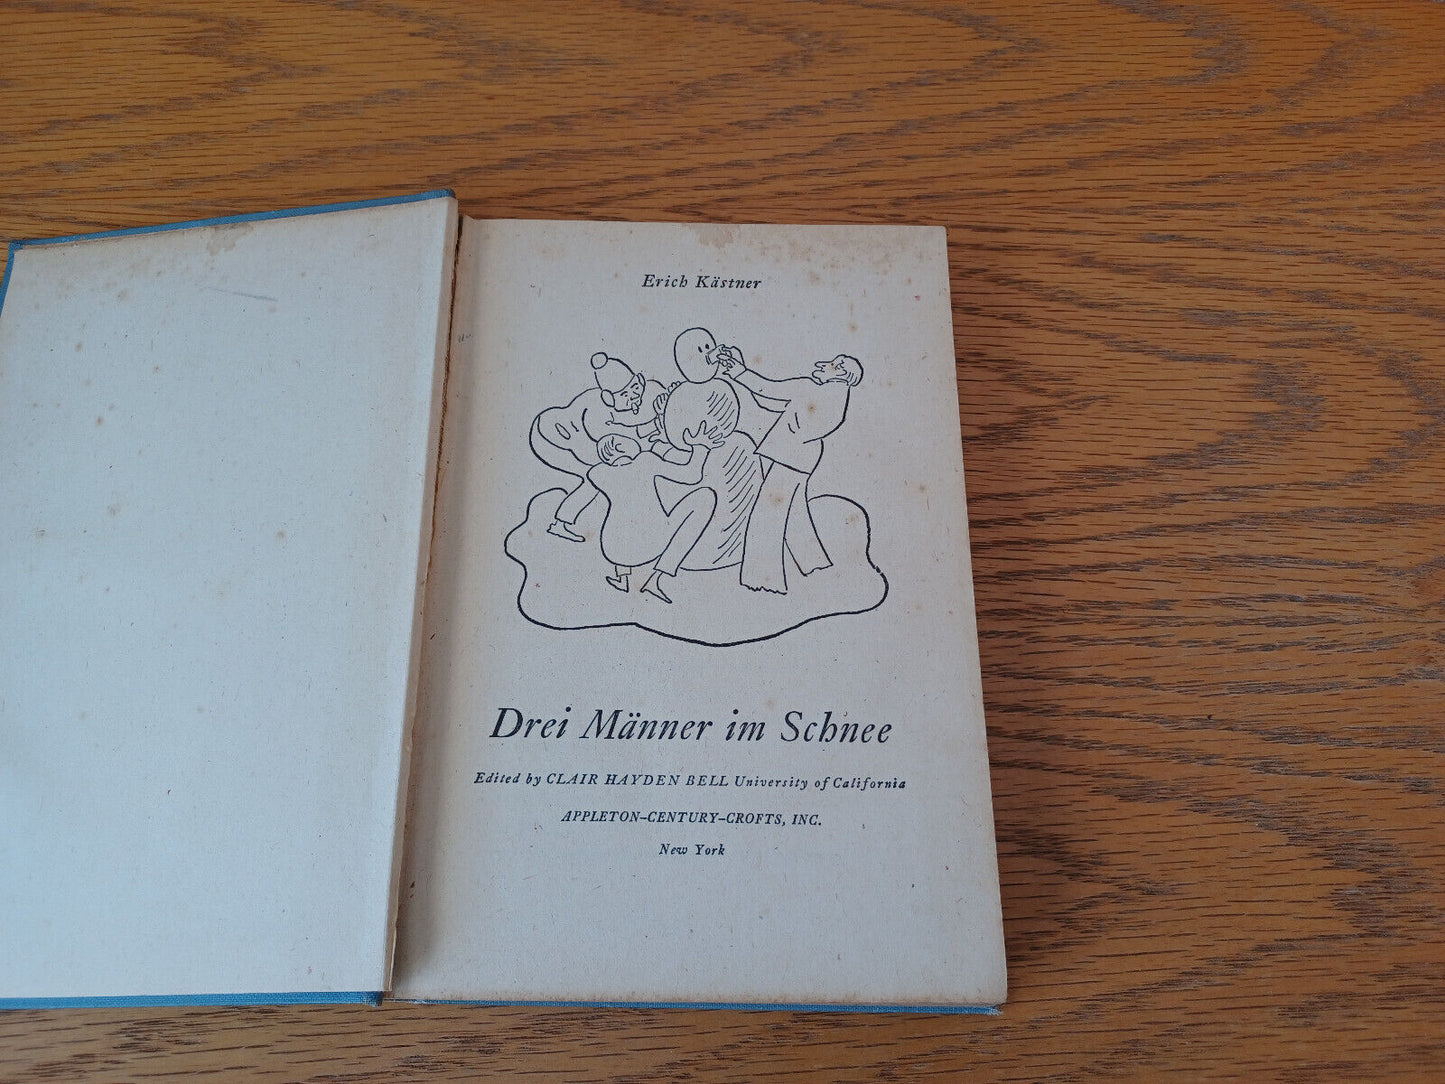 Erich Kästner
Drei Männer im Schnee
Edited by CLAIR HAYDEN BELL University of California
APPLETON–CENTURY–CROFTS, INC.
New York